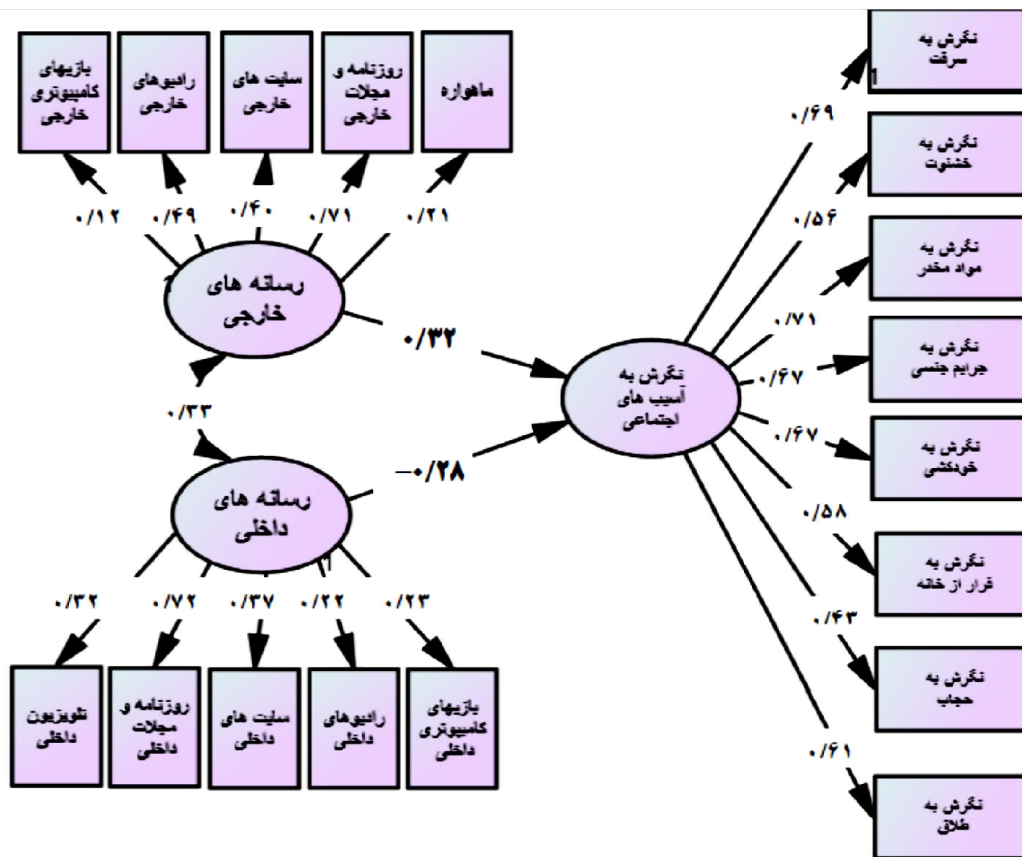 بازیهای
کامپیوتری
خارجی
رادیوهای
خارجی
سایت های
خارجی
روزنامه و
مجلات
خارجی
ماهواره
۰/۱۲
۰/۴۹
۰/۴۰
۰/۷۱
۰/۲۱
رسانه های
خارجی
۰/۳۲
۰/۳۳
رسانه های
داخلی
1
–۰/۲۸
۰/۳۲
۰/۷۲
۰/۳۷
۰/۲۲
۰/۲۳
تلویزیون
داخلی
روزنامه و
مجلات
داخلی
سایت های
داخلی
رادیوهای
داخلی
بازیهای
کامپیوتری
داخلی
نگرش به
آسیب های
اجتماعی
۰/۶۹
۰/۵۶
۰/۷۱
۰/۶۷
۰/۶۷
۰/۵۸
۰/۴۳
۰/۶۱
نگرش به
سرقت
1
نگرش به
خشنوت
نگرش به
مواد مخدر
نگرش به
جرایم جنسی
نگرش به
خودکشی
نگرش به
فرار از خانه
نگرش به
حجاب
نگرش به
طلاق